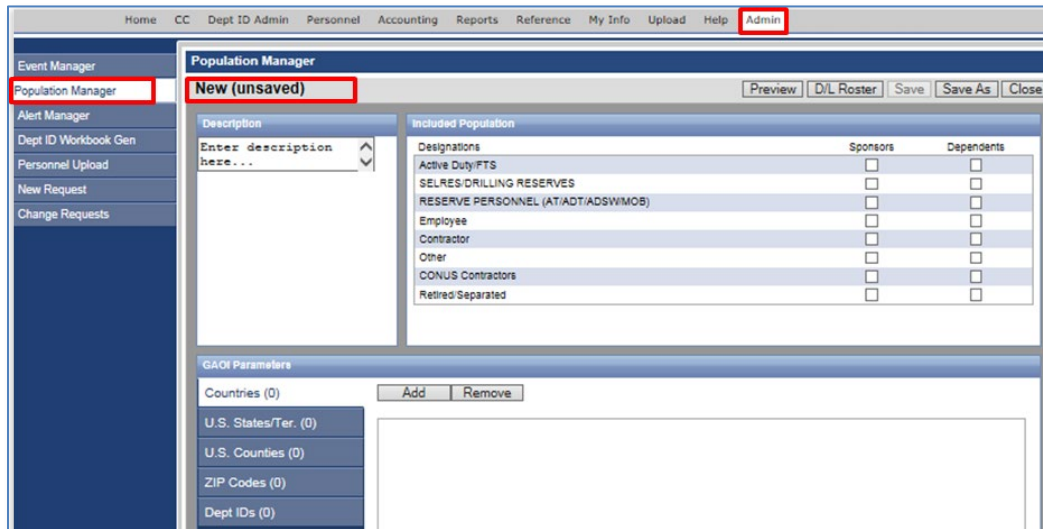 Home CC Dept ID Admin Personnel Accounting Reports Reference My Info Upload Help Admin
Event Manager
Population Manager
Alert Manager
Dept ID Workbook Gen
Personnel Upload
New Request
Change Requests
Population Manager
New (unsaved)
Preview D/L Roster Save Save As Close
Description
Enter description
here...
Included Population
Designations Sponsors Dependents
Active Duty/FTS
SELRES/DRILLING RESERVES
RESERVE PERSONNEL (AT/ADT/ADSW/MOB)
Employee
Contractor
Other
CONUS Contractors
Retired/Separated
GAOI Parameters
Countries (0)
U.S. States/Ter. (0)
U.S. Counties (0)
ZIP Codes (0)
Dept IDs (0)
Add Remove